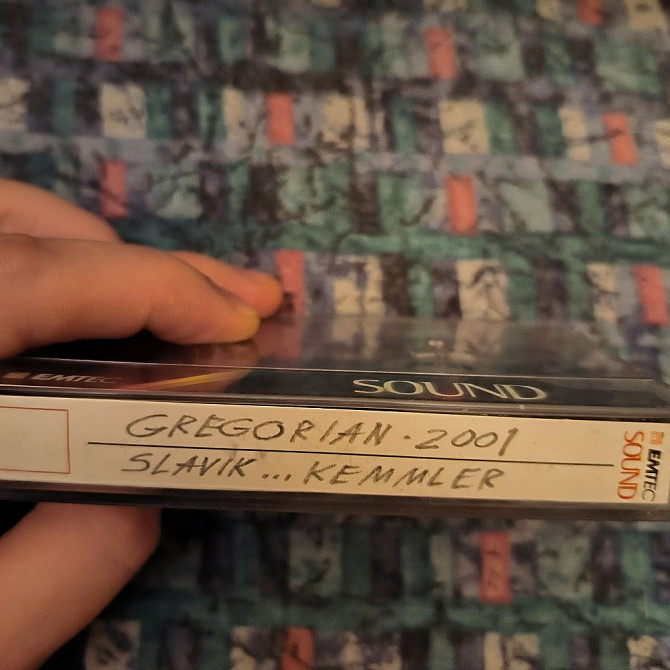 EMTEC SOUND
GREGORIAN · 2001
SLAVIK ... KEMMLER
EMTEC
SOUND